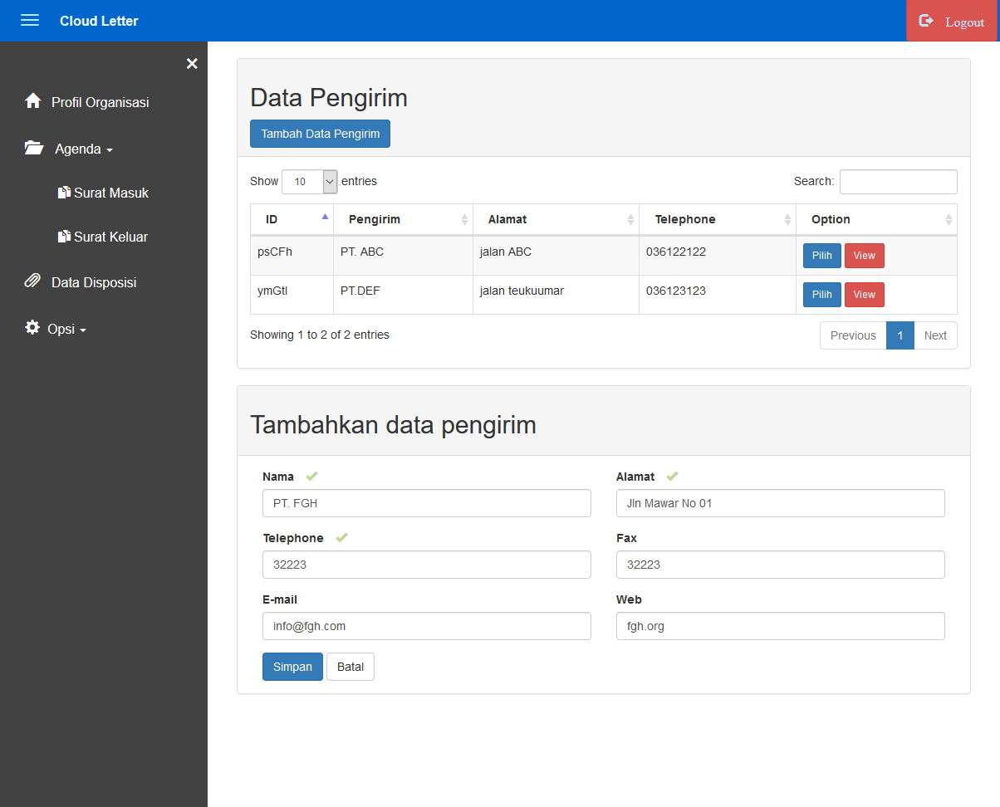 Cloud Letter
Logout
Profil Organisasi
Agenda
Surat Masuk
Surat Keluar
Data Disposisi
Opsi
Data Pengirim
Tambah Data Pengirim
Show 10 entries
Search:
ID Pengirim Alamat Telephone Option
psCFh PT. ABC jalan ABC 036122122 Pilih View
ymGtI PT.DEF jalan teukuumar 036123123 Pilih View
Showing 1 to 2 of 2 entries
Previous 1 Next
Tambahkan data pengirim
Nama Alamat
PT. FGH Jln Mawar No 01
Telephone Fax
32223 32223
E-mail Web
info@fgh.com fgh.org
Simpan Batal